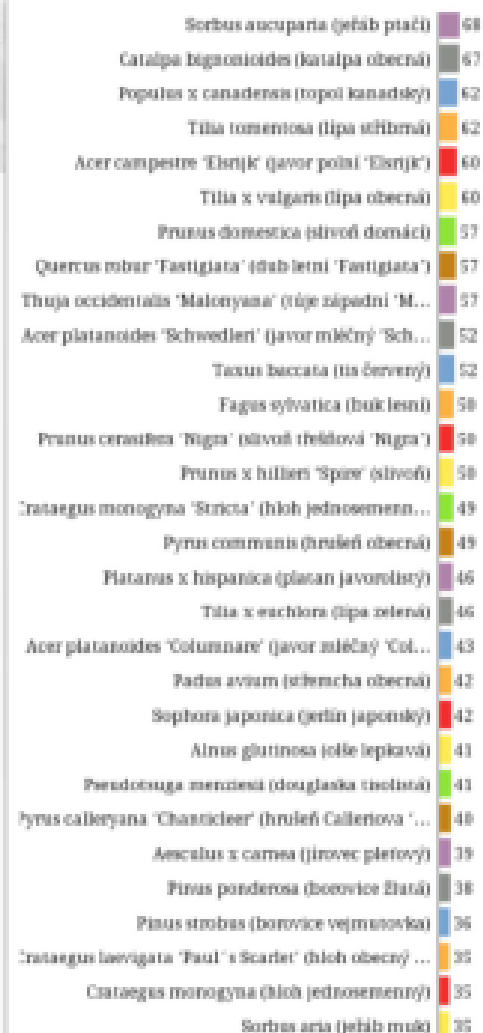 Sorbus aucuparia (jeřáb ptačí) 68
Catalpa bignonioides (katalpa obecná) 67
Populus x canadensis (topol kanadský) 62
Tilia tomentosa (lípa stříbrná) 62
Acer campestre 'Elsrijk' (javor polní 'Elsrijk') 60
Tilia x vulgaris (lípa obecná) 60
Prunus domestica (slivoň domácí) 57
Quercus robur 'Fastigiata' (dub letní 'Fastigiata') 57
Thuja occidentalis 'Malonyana' (túje západní 'M... 57
Acer platanoides 'Schwedleri' (javor mléčný 'Sch... 52
Taxus baccata (tis červený) 52
Fagus sylvatica (buk lesní) 50
Prunus cerasifera 'Nigra' (slivoň třešňová 'Nigra') 50
Prunus x hillieri 'Spire' (slivoň) 50
Crataegus monogyna 'Stricta' (hloh jednosemenn... 49
Pyrus communis (hrušeň obecná) 49
Platanus x hispanica (platan javorolistý) 46
Tilia x euchlora (lípa zelená) 46
Acer platanoides 'Columnare' (javor mléčný 'Col... 43
Padus avium (střemcha obecná) 42
Sophora japonica (jerlín japonský) 42
Alnus glutinosa (olše lepkavá) 41
Pseudotsuga menziesii (douglaska tisolistá) 41
Pyrus calleryana 'Chanticleer' (hrušeň Calleriova '... 40
Aesculus x carnea (jírovec pleťový) 39
Pinus ponderosa (borovice žlutá) 38
Pinus strobus (borovice vejmutovka) 36
Crataegus laevigata 'Paul´s Scarlet' (hloh obecný ... 35
Crataegus monogyna (hloh jednosemenný) 35
Sorbus aria (jeřáb muk) 35